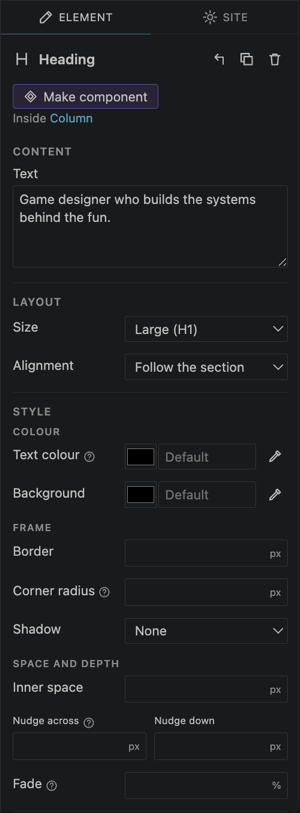 ELEMENT
SITE
Heading
Make component
Inside Column
CONTENT
Text
Game designer who builds the systems
behind the fun.
LAYOUT
Size
Large (H1)
Alignment
Follow the section
STYLE
COLOUR
Text colour ?
Default
Background
Default
FRAME
Border
px
Corner radius ?
px
Shadow
None
SPACE AND DEPTH
Inner space
px
Nudge across ?
Nudge down
px
px
Fade ?
%